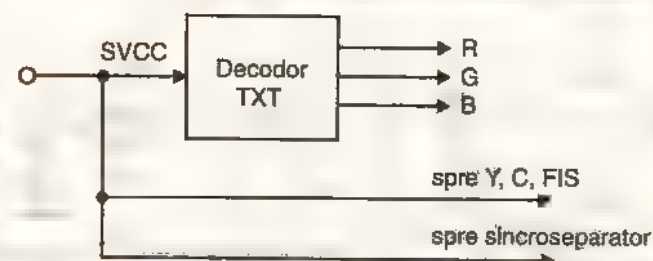 SVCC
Decodor
TXT
R
G
B
spre Y, C, FIS
spre sincroseparator